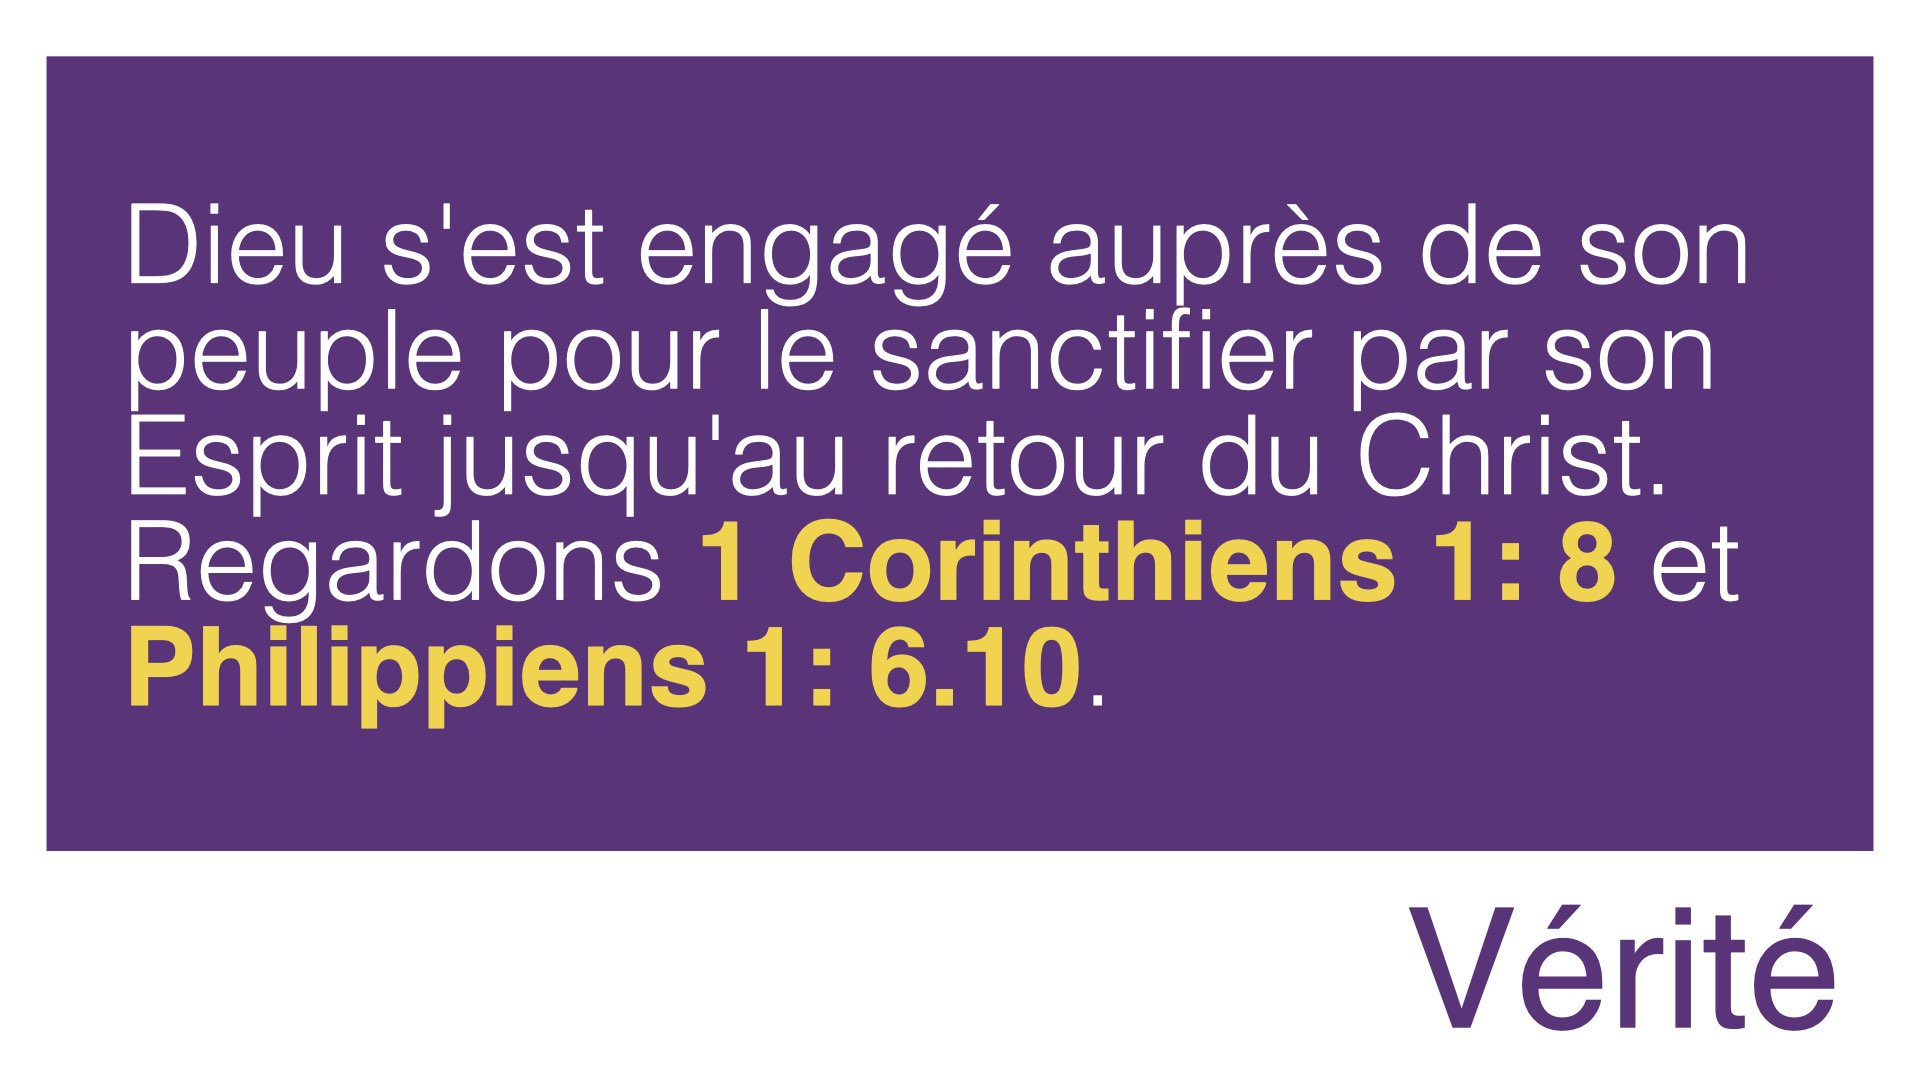 Dieu s'est engagé auprès de son
peuple pour le sanctifier par son
Esprit jusqu'au retour du Christ.
Regardons 1 Corinthiens 1: 8 et
Philippiens 1: 6.10.
Vérité